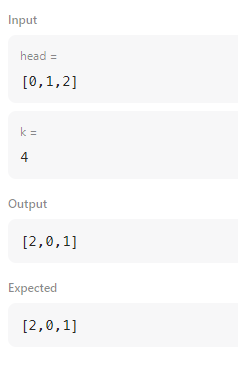 Input
head =
[0,1,2]
k =
4
Output
[2,0,1]
Expected
[2,0,1]